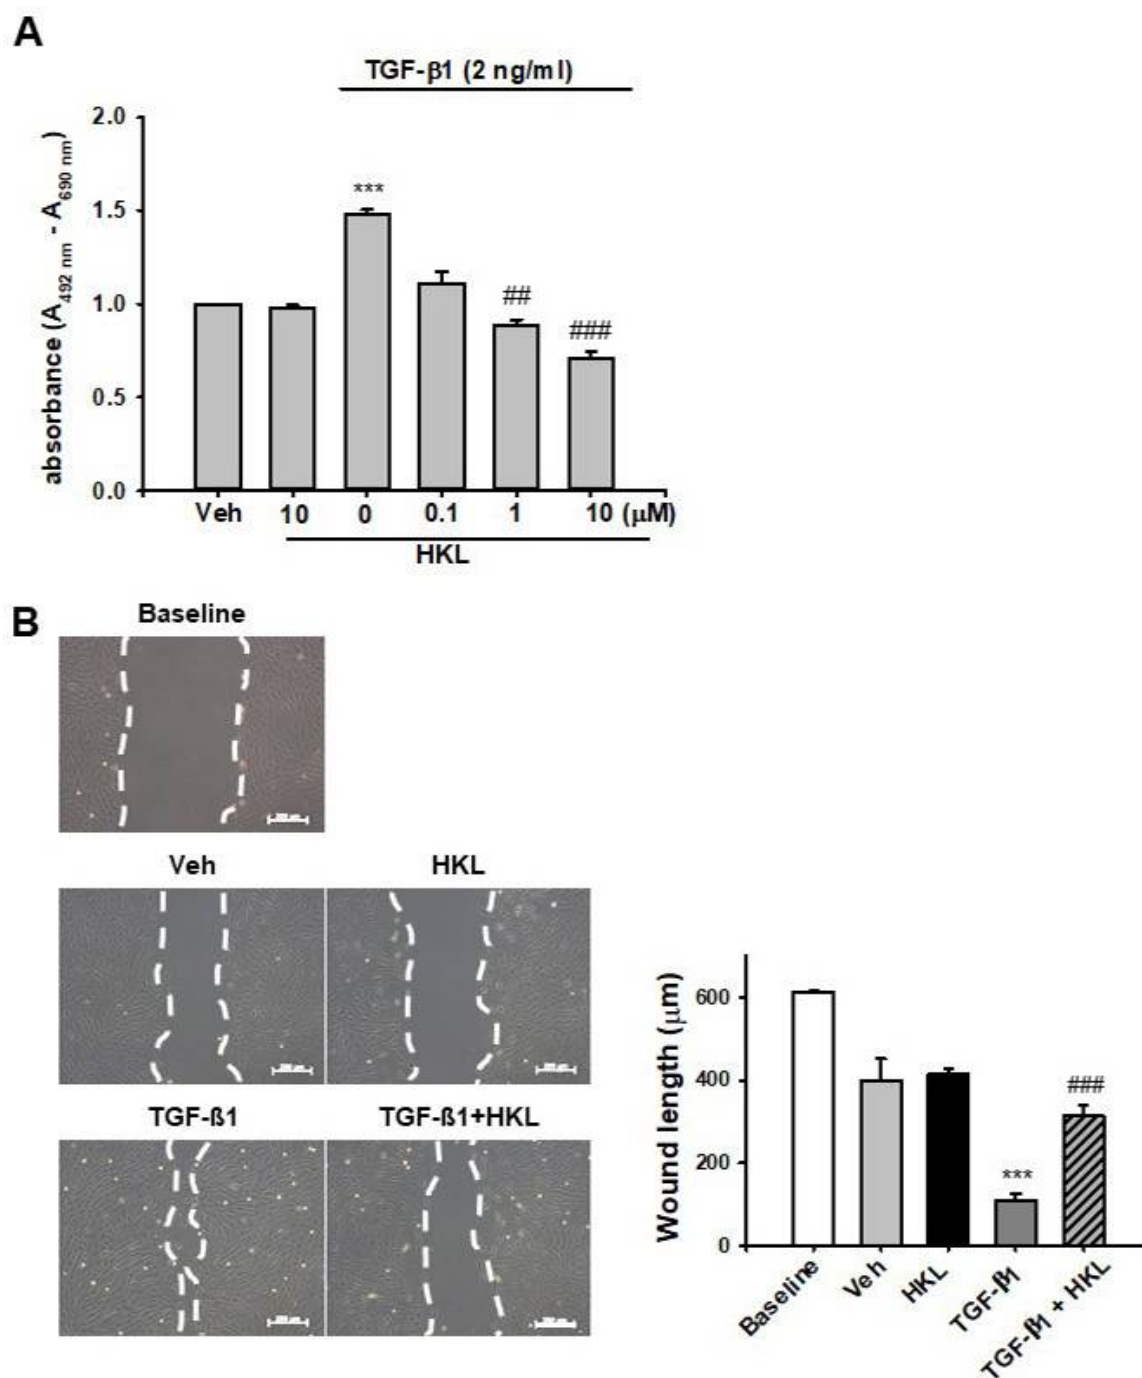 A
TGF-β1 (2 ng/ml)
absorbance (A492 nm - A690 nm)
2.0
1.5
1.0
0.5
0.0
***
##
###
Veh 10 0 0.1 1 10 (μM)
HKL
B
Baseline
Veh HKL
TGF-ß1 TGF-ß1+HKL
Wound length (μm)
600
400
200
0
***
###
Baseline
Veh
HKL
TGF-β1
TGF-β1 + HKL